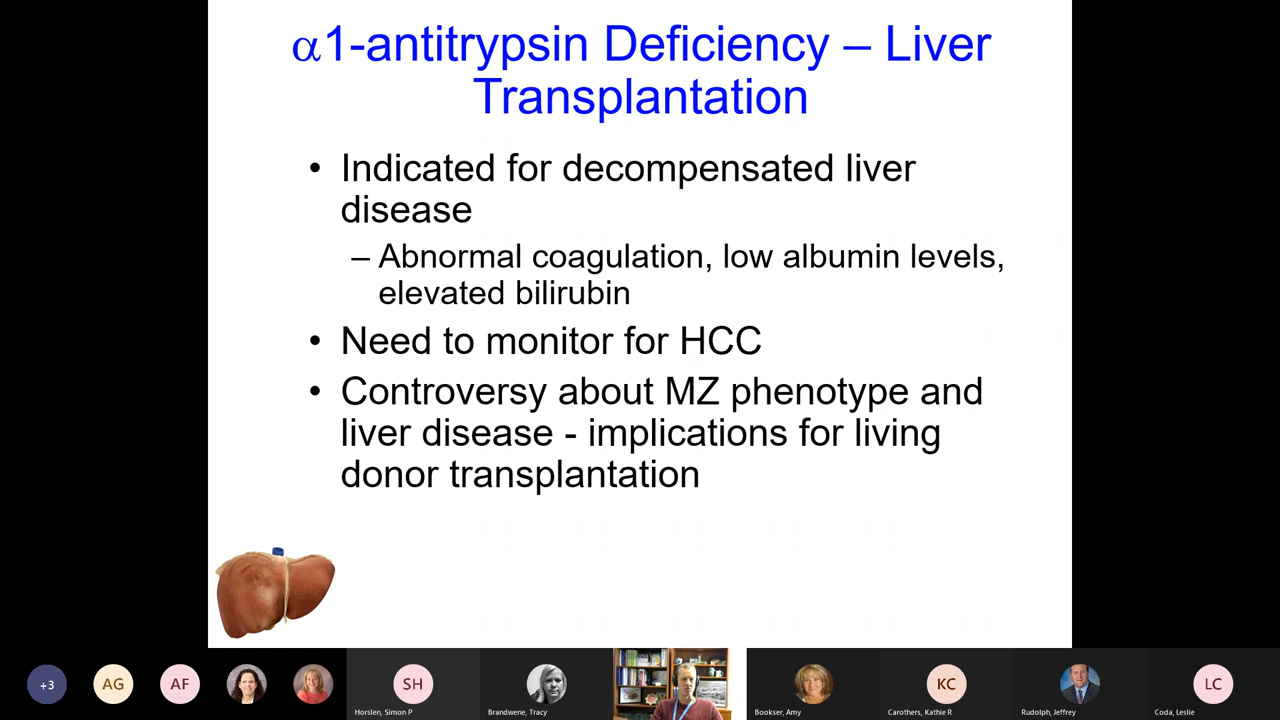 α1-antitrypsin Deficiency – Liver
Transplantation
• Indicated for decompensated liver
disease
– Abnormal coagulation, low albumin levels,
elevated bilirubin
• Need to monitor for HCC
• Controversy about MZ phenotype and
liver disease - implications for living
donor transplantation
+3
AG
AF
SH
KC
LC
Horslen, Simon P
Brandwene, Tracy
Bookser, Amy
Carothers, Kathie R
Rudolph, Jeffrey
Coda, Leslie